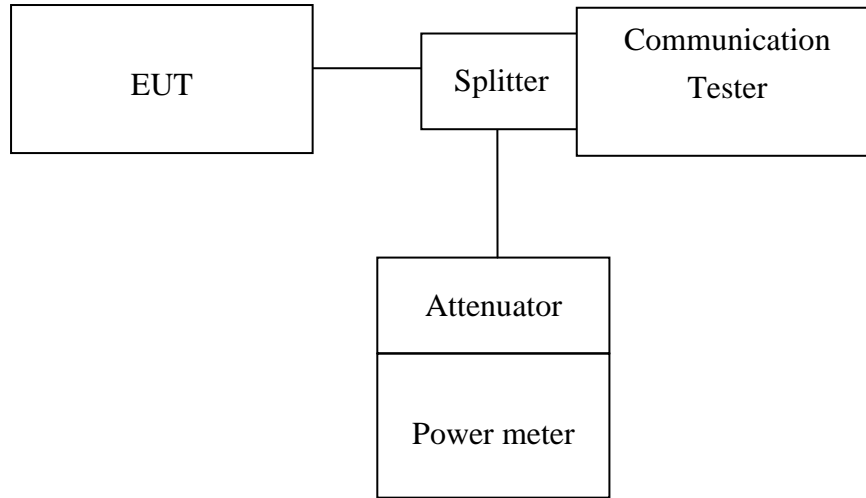 EUT
Splitter
Communication
Tester
Attenuator
Power meter